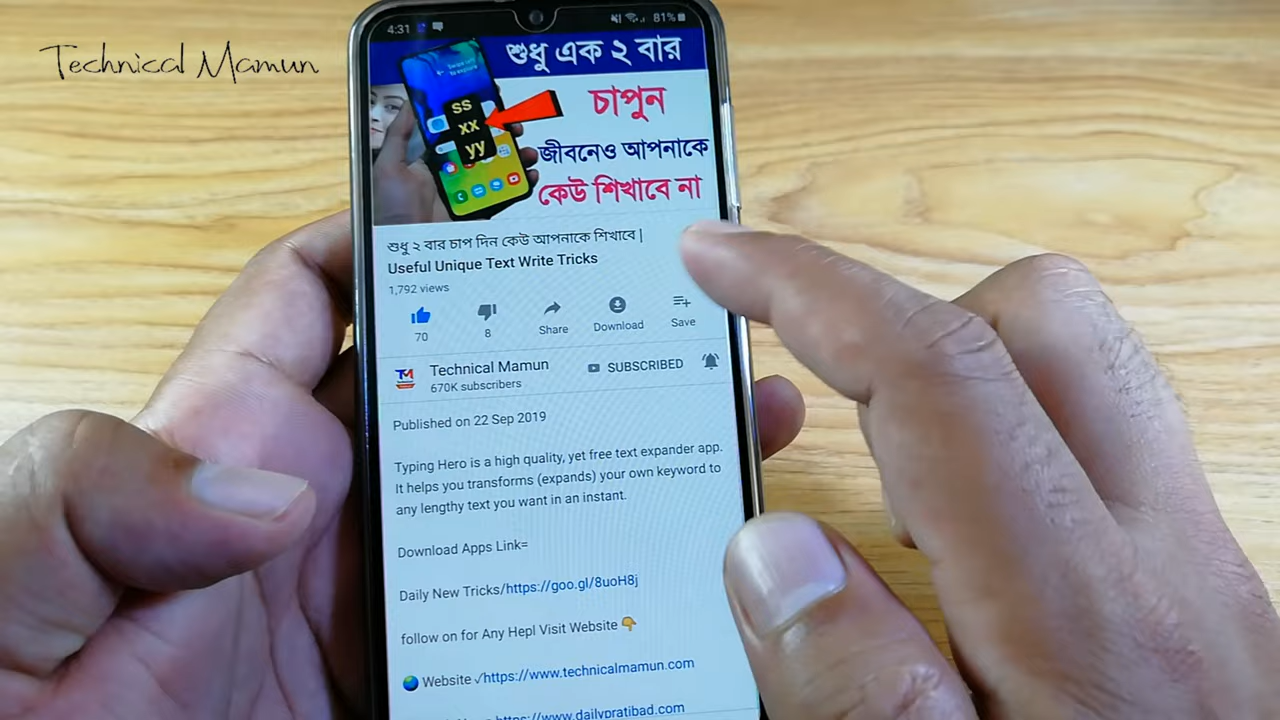 Technical Mamun
4:31
81%
শুধু এক ২ বার
চাপুন
জীবনেও আপনাকে
কেউ শিখাবে না
ss
xx
yy
শুধু ২ বার চাপ দিন কেউ আপনাকে শিখাবে |
Useful Unique Text Write Tricks
1,792 views
70
8
Share
Download
Save
TM
Technical Mamun
670K subscribers
SUBSCRIBED
Published on 22 Sep 2019
Typing Hero is a high quality, yet free text expander app.
It helps you transforms (expands) your own keyword to
any lengthy text you want in an instant.
Download Apps Link=
Daily New Tricks/https://goo.gl/8uoH8j
follow on for Any Hepl Visit Website 👇
🌏 Website √https://www.technicalmamun.com
https://www.dailypratibad.com